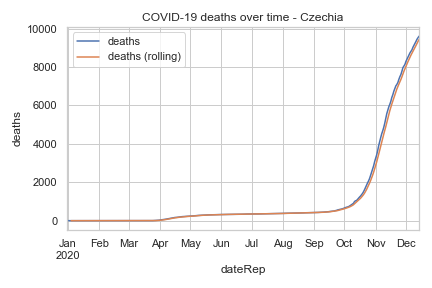 COVID-19 deaths over time - Czechia
deaths
deaths (rolling)
10000
8000
6000
4000
2000
0
deaths
Jan Feb Mar Apr May Jun Jul Aug Sep Oct Nov Dec
2020
dateRep